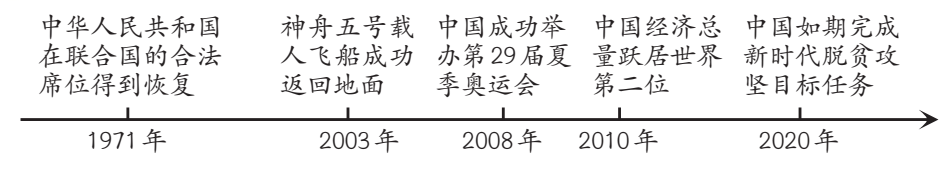 中华人民共和国
在联合国的合法
席位得到恢复
神舟五号载
人飞船成功
返回地面
中国成功举
办第29届夏
季奥运会
中国经济总
量跃居世界
第二位
中国如期完成
新时代脱贫攻
坚目标任务
1971年
2003年
2008年
2010年
2020年